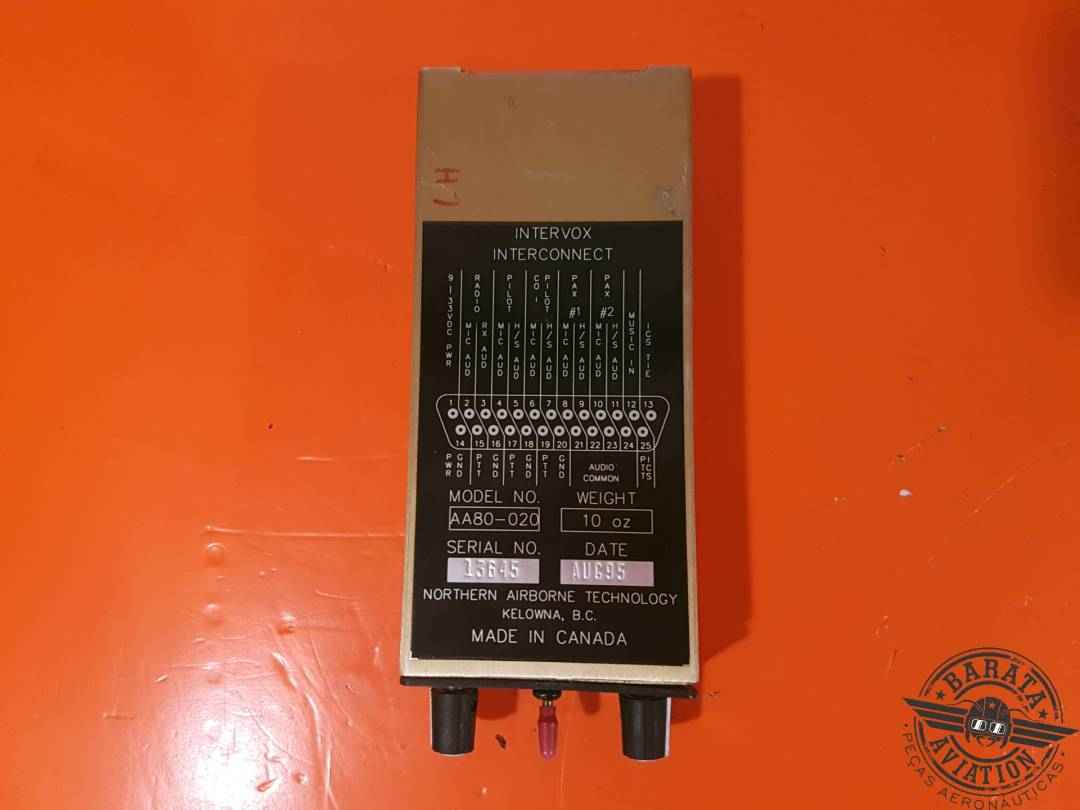 H7
INTERVOX
INTERCONNECT
9-33VDC PWR
RADIO
PILOT
CO-PILOT
PAX #1
PAX #2
MIC AUD
RX AUD
MIC AUD
H/S AUD
MIC AUD
H/S AUD
MIC AUD
H/S AUD
MIC AUD
H/S AUD
MUSIC IN
ICS TIE
1 2 3 4 5 6 7 8 9 10 11 12 13
14 15 16 17 18 19 20 21 22 23 24 25
PWR GND
PTT
GND
PTT
GND
PTT
GND
AUDIO
COMMON
MODEL NO. WEIGHT
AA80-020 10 oz
SERIAL NO. DATE
13645 AUG95
NORTHERN AIRBORNE TECHNOLOGY
KELOWNA, B.C.
MADE IN CANADA
BARATA
AVIATION
PEÇAS AERONÁUTICAS